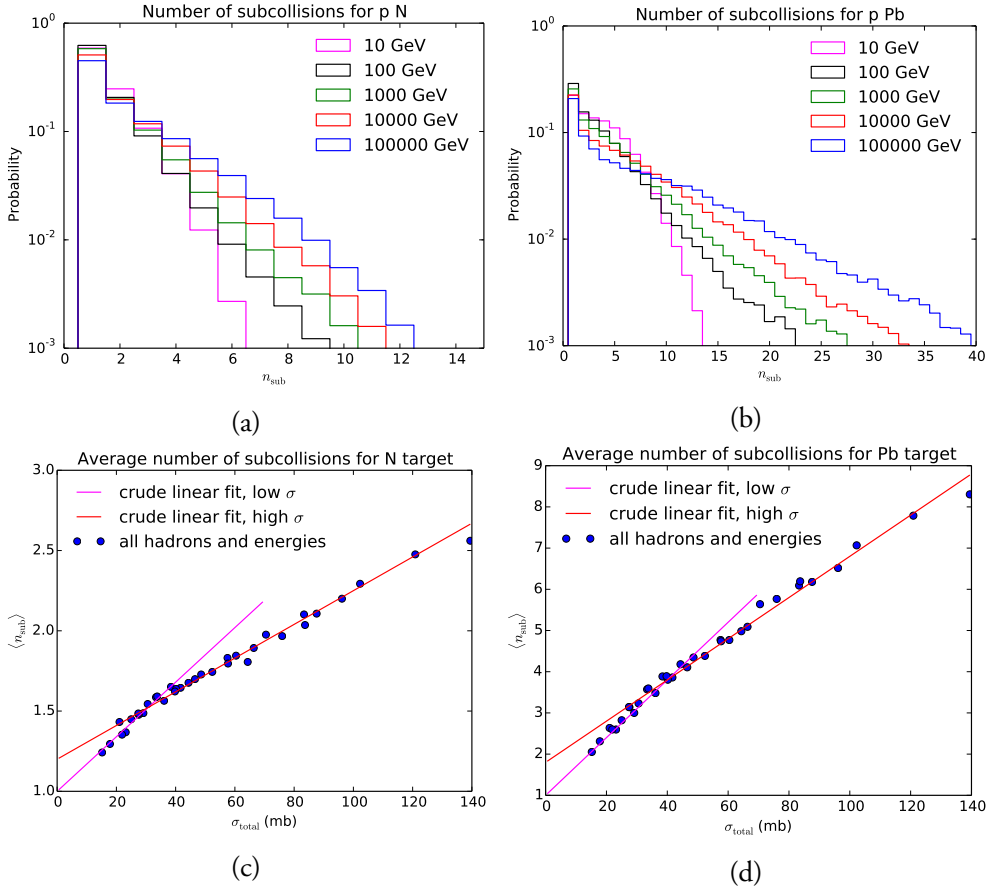 Number of subcollisions for p N
10^0
10^-1
10^-2
10^-3
Probability
0 2 4 6 8 10 12 14
n_sub
10 GeV
100 GeV
1000 GeV
10000 GeV
100000 GeV
(a)
Number of subcollisions for p Pb
10^0
10^-1
10^-2
10^-3
Probability
0 5 10 15 20 25 30 35 40
n_sub
10 GeV
100 GeV
1000 GeV
10000 GeV
100000 GeV
(b)
Average number of subcollisions for N target
3.0
2.5
2.0
1.5
1.0
⟨n_sub⟩
0 20 40 60 80 100 120 140
σ_total (mb)
crude linear fit, low σ
crude linear fit, high σ
all hadrons and energies
(c)
Average number of subcollisions for Pb target
9
8
7
6
5
4
3
2
1
⟨n_sub⟩
0 20 40 60 80 100 120 140
σ_total (mb)
crude linear fit, low σ
crude linear fit, high σ
all hadrons and energies
(d)